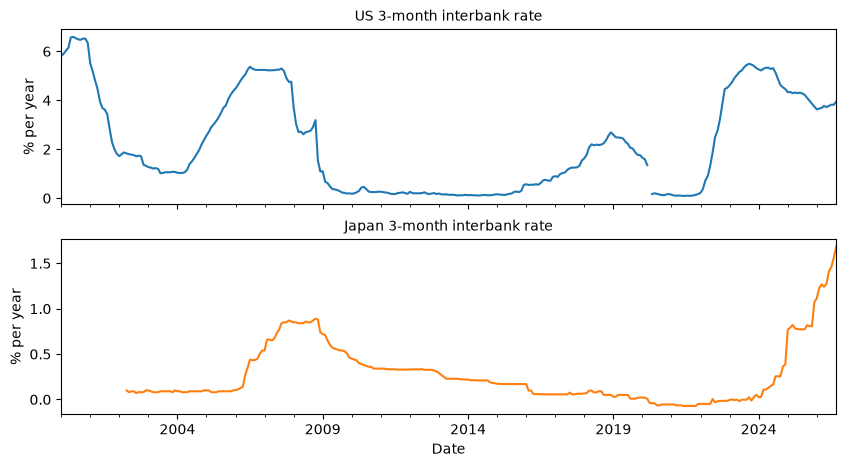 US 3-month interbank rate
% per year
6
4
2
0
Japan 3-month interbank rate
% per year
1.5
1.0
0.5
0.0
2004 2009 2014 2019 2024
Date